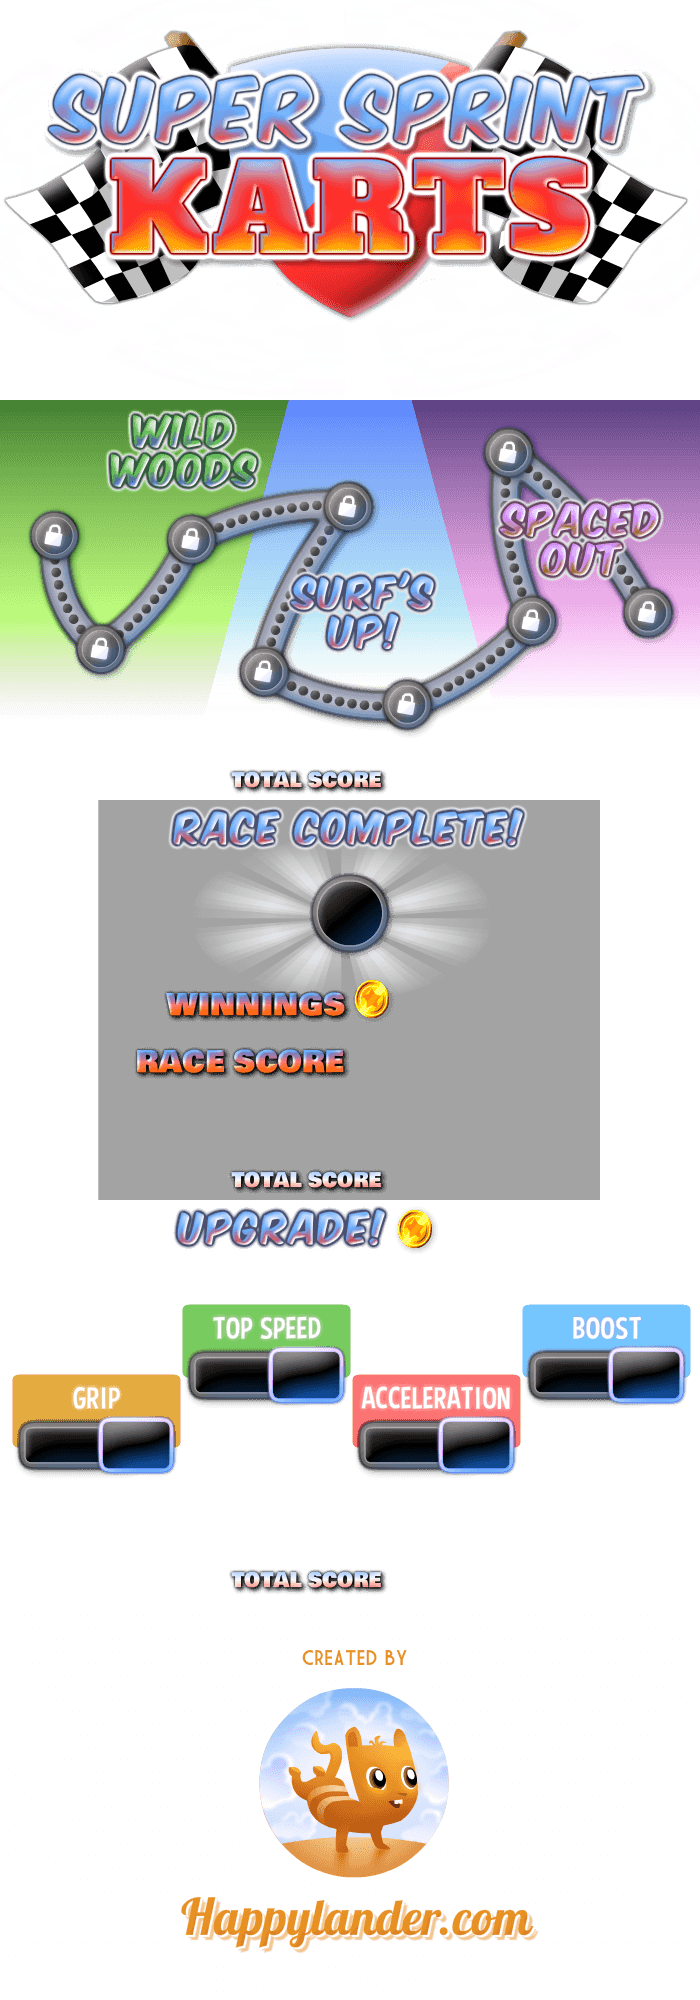 SUPER SPRINT
KARTS
WILD
WOODS
SURF'S
UP!
SPACED
OUT
TOTAL SCORE
RACE COMPLETE!
WINNINGS
RACE SCORE
TOTAL SCORE
UPGRADE!
TOP SPEED
BOOST
GRIP
ACCELERATION
TOTAL SCORE
CREATED BY
Happylander.com